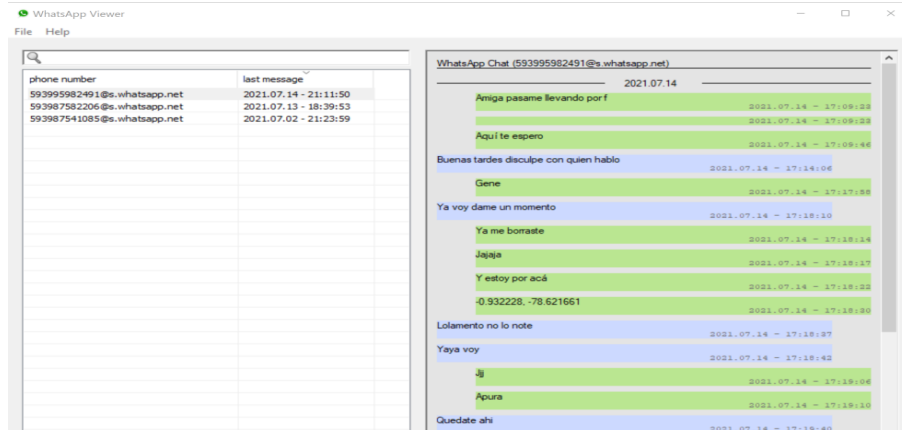 WhatsApp Viewer
File Help
phone number last message
593995982491@s.whatsapp.net 2021.07.14 - 21:11:50
593987582206@s.whatsapp.net 2021.07.13 - 18:39:53
593987541085@s.whatsapp.net 2021.07.02 - 21:23:59
WhatsApp Chat (593995982491@s.whatsapp.net)
2021.07.14
Amiga pasame llevando por f
2021.07.14 - 17:09:23
2021.07.14 - 17:09:23
Aquí te espero
2021.07.14 - 17:09:46
Buenas tardes disculpe con quien hablo
2021.07.14 - 17:14:06
Gene
2021.07.14 - 17:17:58
Ya voy dame un momento
2021.07.14 - 17:18:10
Ya me borraste
2021.07.14 - 17:18:14
Jajaja
2021.07.14 - 17:18:17
Y estoy por acá
2021.07.14 - 17:18:22
-0.932228, -78.621661
2021.07.14 - 17:18:30
Lolamento no lo note
2021.07.14 - 17:18:37
Yaya voy
2021.07.14 - 17:18:42
Jjj
2021.07.14 - 17:19:06
Apura
2021.07.14 - 17:19:10
Quedate ahi
2021.07.14 - 17:19:40